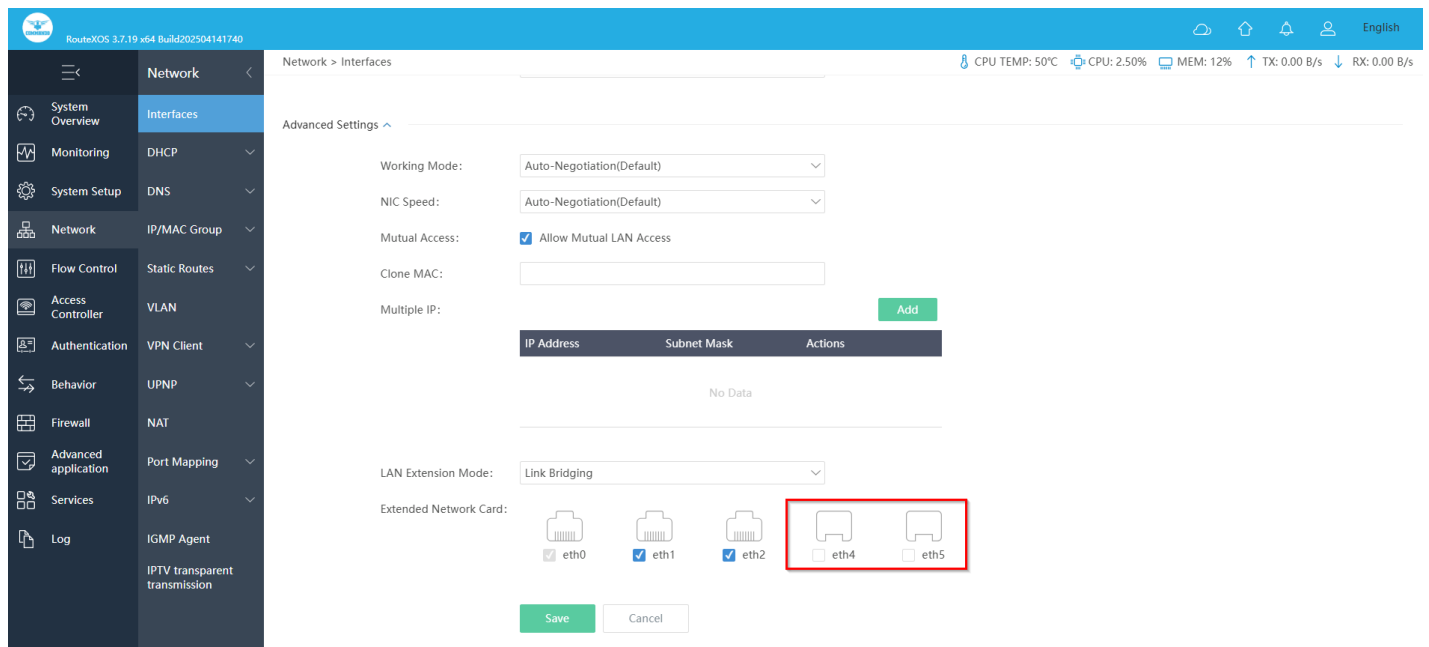 English
RouteXOS 3.7.19 x64 Build202504141740
Network
Network > Interfaces
CPU TEMP: 50℃ CPU: 2.50% MEM: 12% TX: 0.00 B/s RX: 0.00 B/s
System
Overview
Monitoring
System Setup
Network
Flow Control
Access
Controller
Authentication
Behavior
Firewall
Advanced
application
Services
Log
Interfaces
DHCP
DNS
IP/MAC Group
Static Routes
VLAN
VPN Client
UPNP
NAT
Port Mapping
IPv6
IGMP Agent
IPTV transparent
transmission
Advanced Settings
Working Mode: Auto-Negotiation(Default)
NIC Speed: Auto-Negotiation(Default)
Mutual Access: Allow Mutual LAN Access
Clone MAC:
Multiple IP: Add
IP Address Subnet Mask Actions
No Data
LAN Extension Mode: Link Bridging
Extended Network Card:
eth0 eth1 eth2 eth4 eth5
Save Cancel